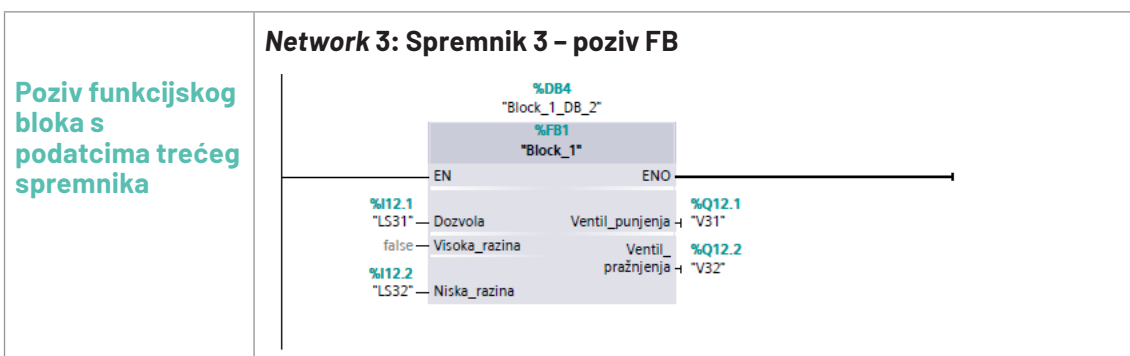 Network 3: Spremnik 3 – poziv FB
Poziv funkcijskog
bloka s
podatcima trećeg
spremnika
%DB4
"Block_1_DB_2"
%FB1
"Block_1"
EN ENO
%I12.1 %Q12.1
"LS31" Dozvola Ventil_punjenja "V31"
false Visoka_razina Ventil_ %Q12.2
pražnjenja "V32"
%I12.2
"LS32" Niska_razina